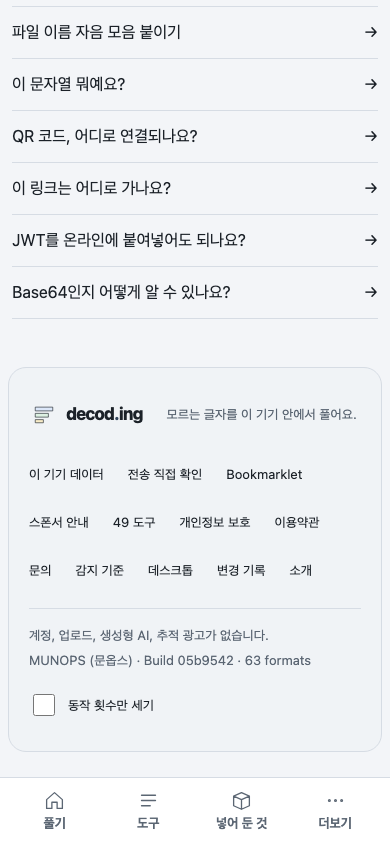 파일 이름 자음 모음 붙이기 →
이 문자열 뭐예요? →
QR 코드, 어디로 연결되나요? →
이 링크는 어디로 가나요? →
JWT를 온라인에 붙여넣어도 되나요? →
Base64인지 어떻게 알 수 있나요? →
decod.ing 모르는 글자를 이 기기 안에서 풀어요.
이 기기 데이터 전송 직접 확인 Bookmarklet
스폰서 안내 49 도구 개인정보 보호 이용약관
문의 감지 기준 데스크톱 변경 기록 소개
계정, 업로드, 생성형 AI, 추적 광고가 없습니다.
MUNOPS (문옵스) · Build 05b9542 · 63 formats
동작 횟수만 세기
풀기 도구 넣어 둔 것 더보기